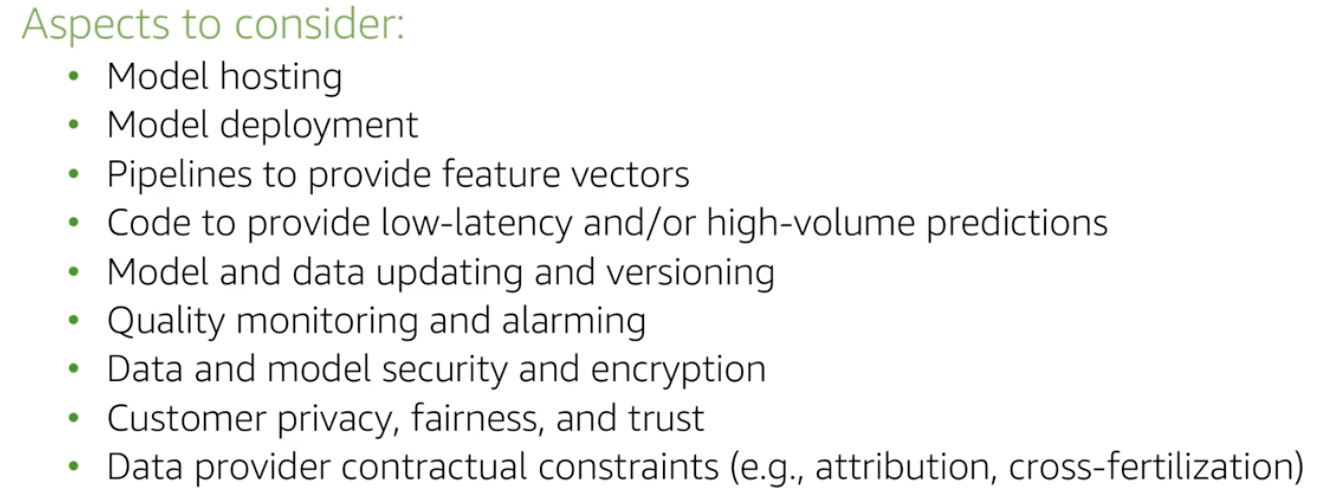 Aspects to consider:
• Model hosting
• Model deployment
• Pipelines to provide feature vectors
• Code to provide low-latency and/or high-volume predictions
• Model and data updating and versioning
• Quality monitoring and alarming
• Data and model security and encryption
• Customer privacy, fairness, and trust
• Data provider contractual constraints (e.g., attribution, cross-fertilization)